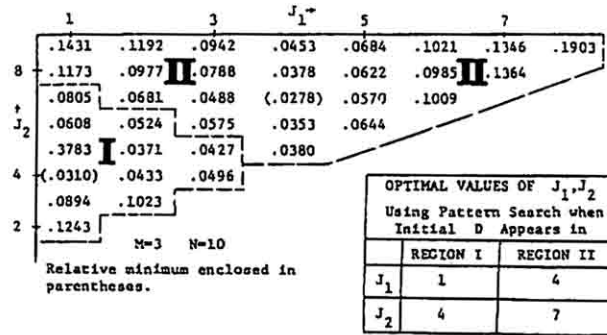 J1→
1 3 5 7
.1431 .1192 .0942 .0453 .0684 .1021 .1346 .1903
8 .1173 .0977 II .0788 .0378 .0622 .0985 II .1364
.0805 .0681 .0488 (.0278) .0570 .1009
↑
J2 .0608 .0524 .0575 .0353 .0644
.3783 I .0371 .0427 .0380
4 (.0310) .0433 .0496
.0894 .1023
2 .1243
M=3 N=10
Relative minimum enclosed in
parentheses.
OPTIMAL VALUES OF J1,J2
Using Pattern Search when
Initial D Appears in
REGION I REGION II
J1 1 4
J2 4 7